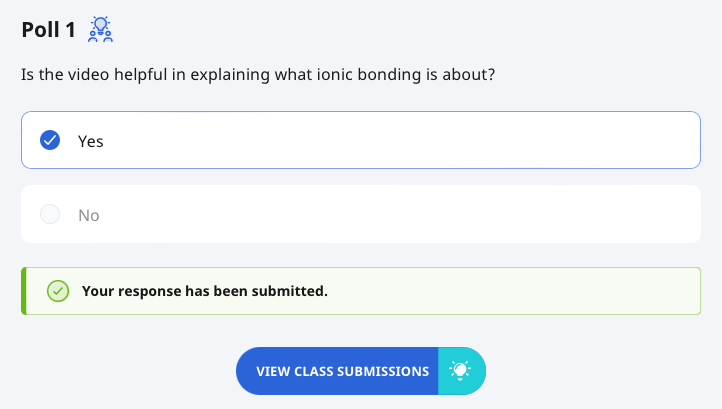 Poll 1
Is the video helpful in explaining what ionic bonding is about?
Yes
No
Your response has been submitted.
VIEW CLASS SUBMISSIONS